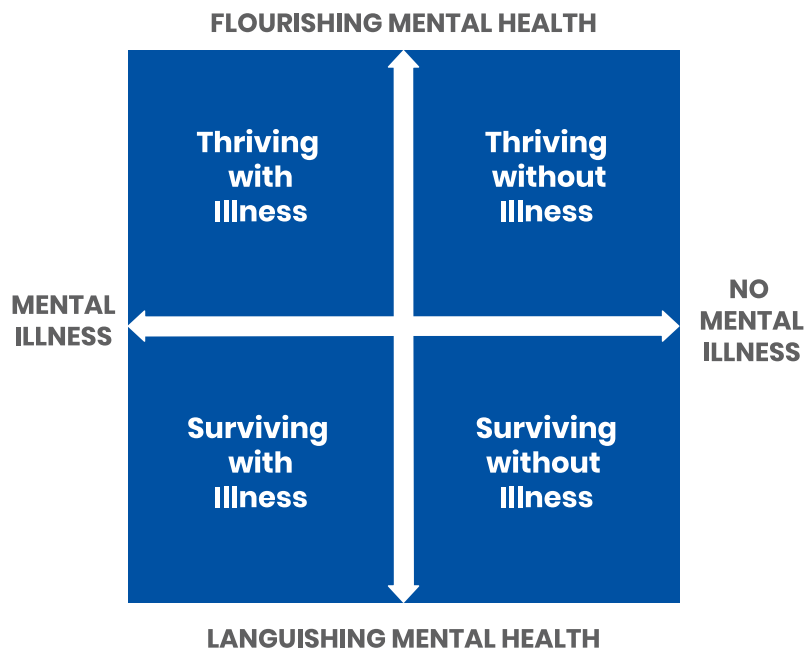 FLOURISHING MENTAL HEALTH
Thriving
with
Illness
Thriving
without
Illness
MENTAL
ILLNESS
NO
MENTAL
ILLNESS
Surviving
with
Illness
Surviving
without
Illness
LANGUISHING MENTAL HEALTH